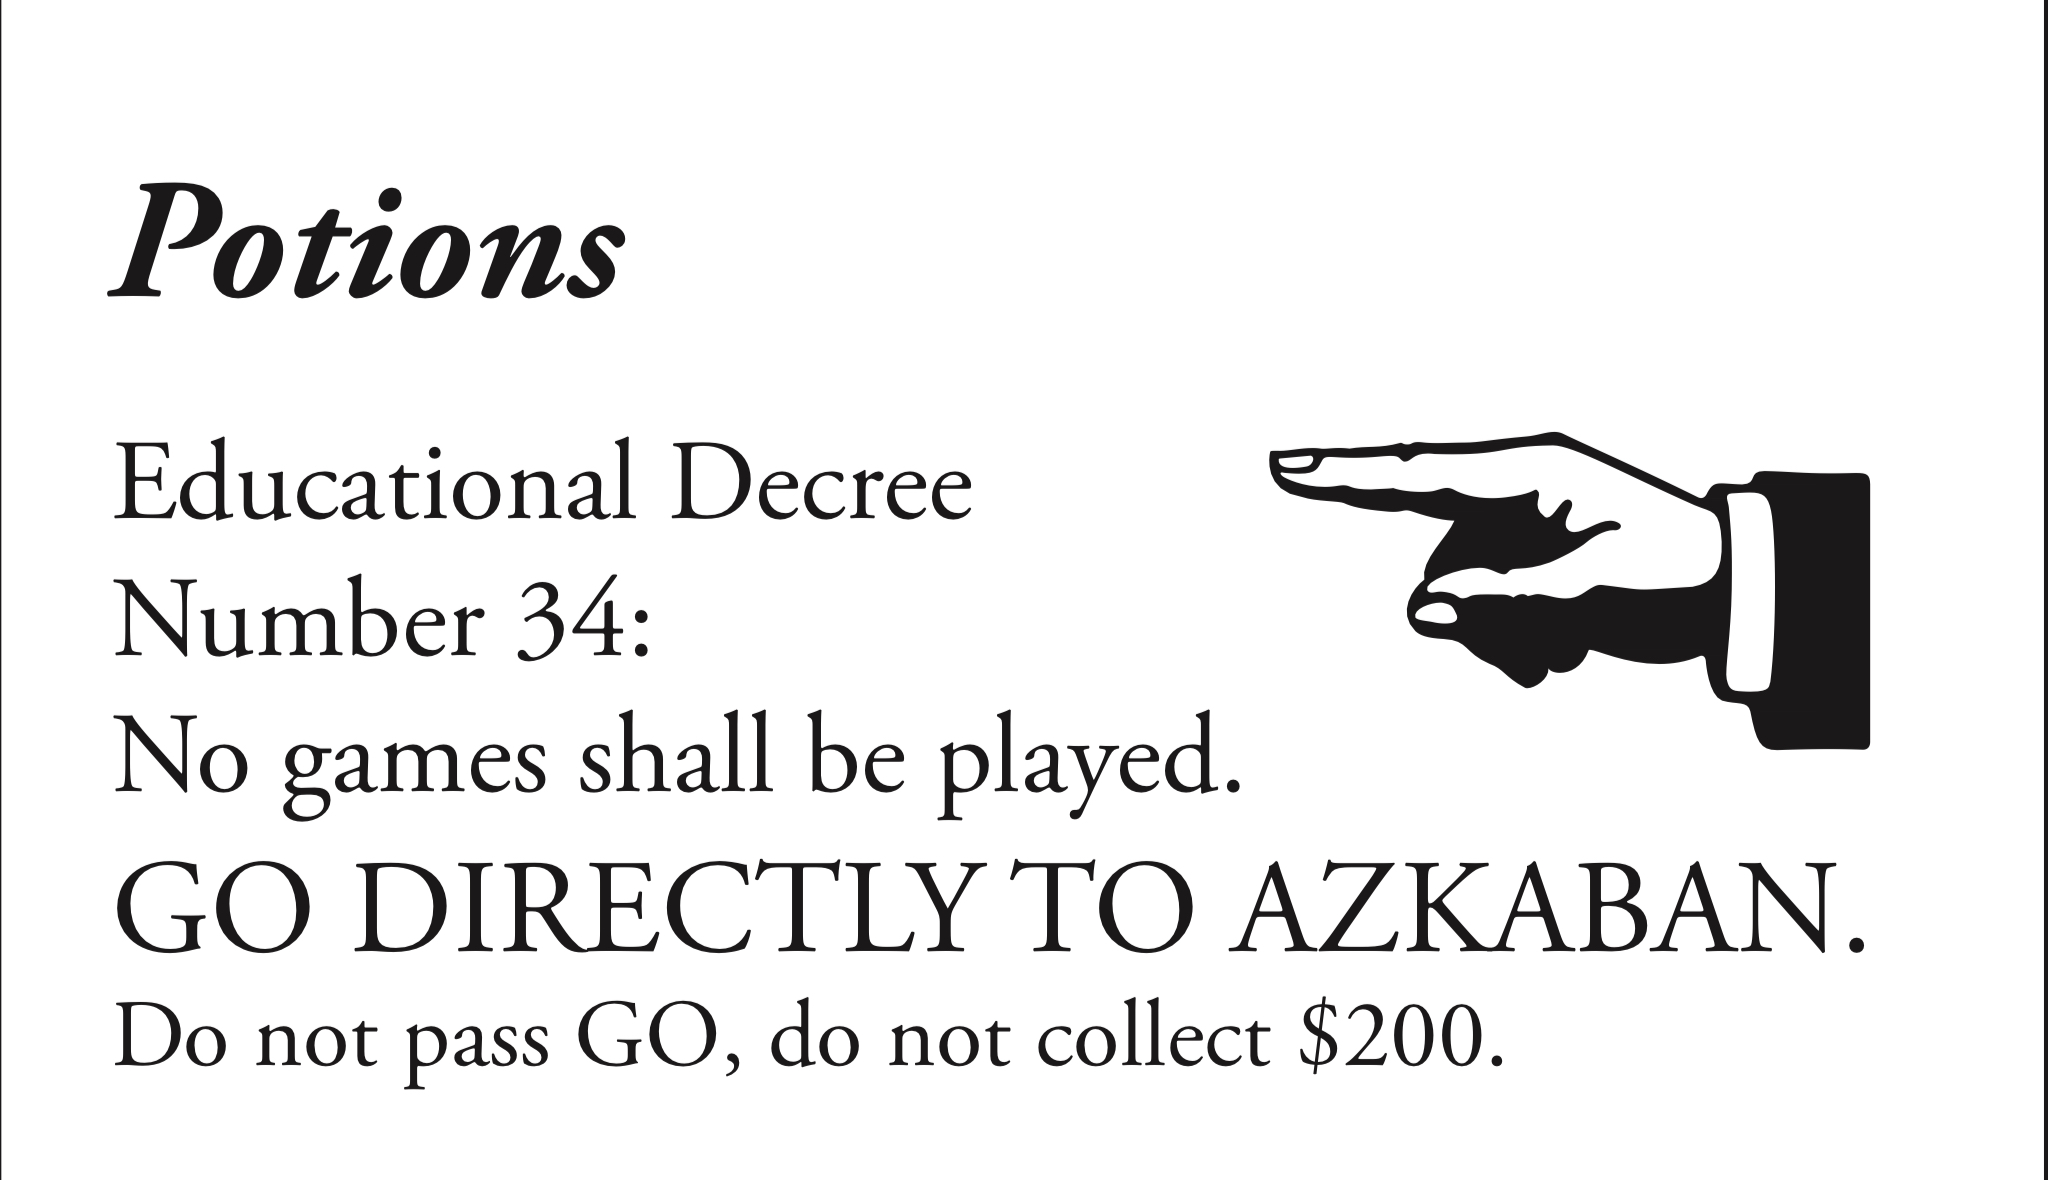 Potions
Educational Decree
Number 34:
No games shall be played.
GO DIRECTLY TO AZKABAN.
Do not pass GO, do not collect $200.